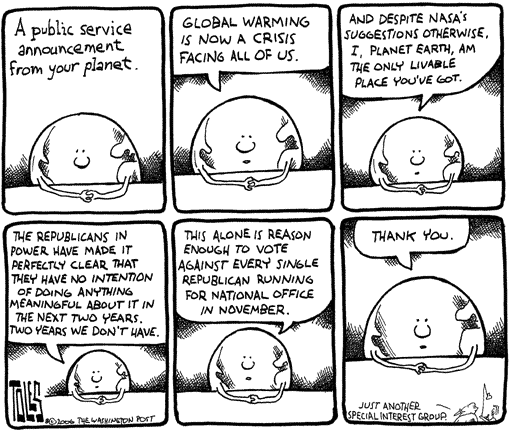 A public service
announcement
from your planet.
GLOBAL WARMING
IS NOW A CRISIS
FACING ALL OF US.
AND DESPITE NASA'S
SUGGESTIONS OTHERWISE,
I, PLANET EARTH, AM
THE ONLY LIVABLE
PLACE YOU'VE GOT.
THE REPUBLICANS IN
POWER HAVE MADE IT
PERFECTLY CLEAR THAT
THEY HAVE NO INTENTION
OF DOING ANYTHING
MEANINGFUL ABOUT IT IN
THE NEXT TWO YEARS.
TWO YEARS WE DON'T HAVE.
TOLES
©2006 THE WASHINGTON POST
THIS ALONE IS REASON
ENOUGH TO VOTE
AGAINST EVERY SINGLE
REPUBLICAN RUNNING
FOR NATIONAL OFFICE
IN NOVEMBER.
THANK YOU.
JUST ANOTHER
SPECIAL INTEREST GROUP.